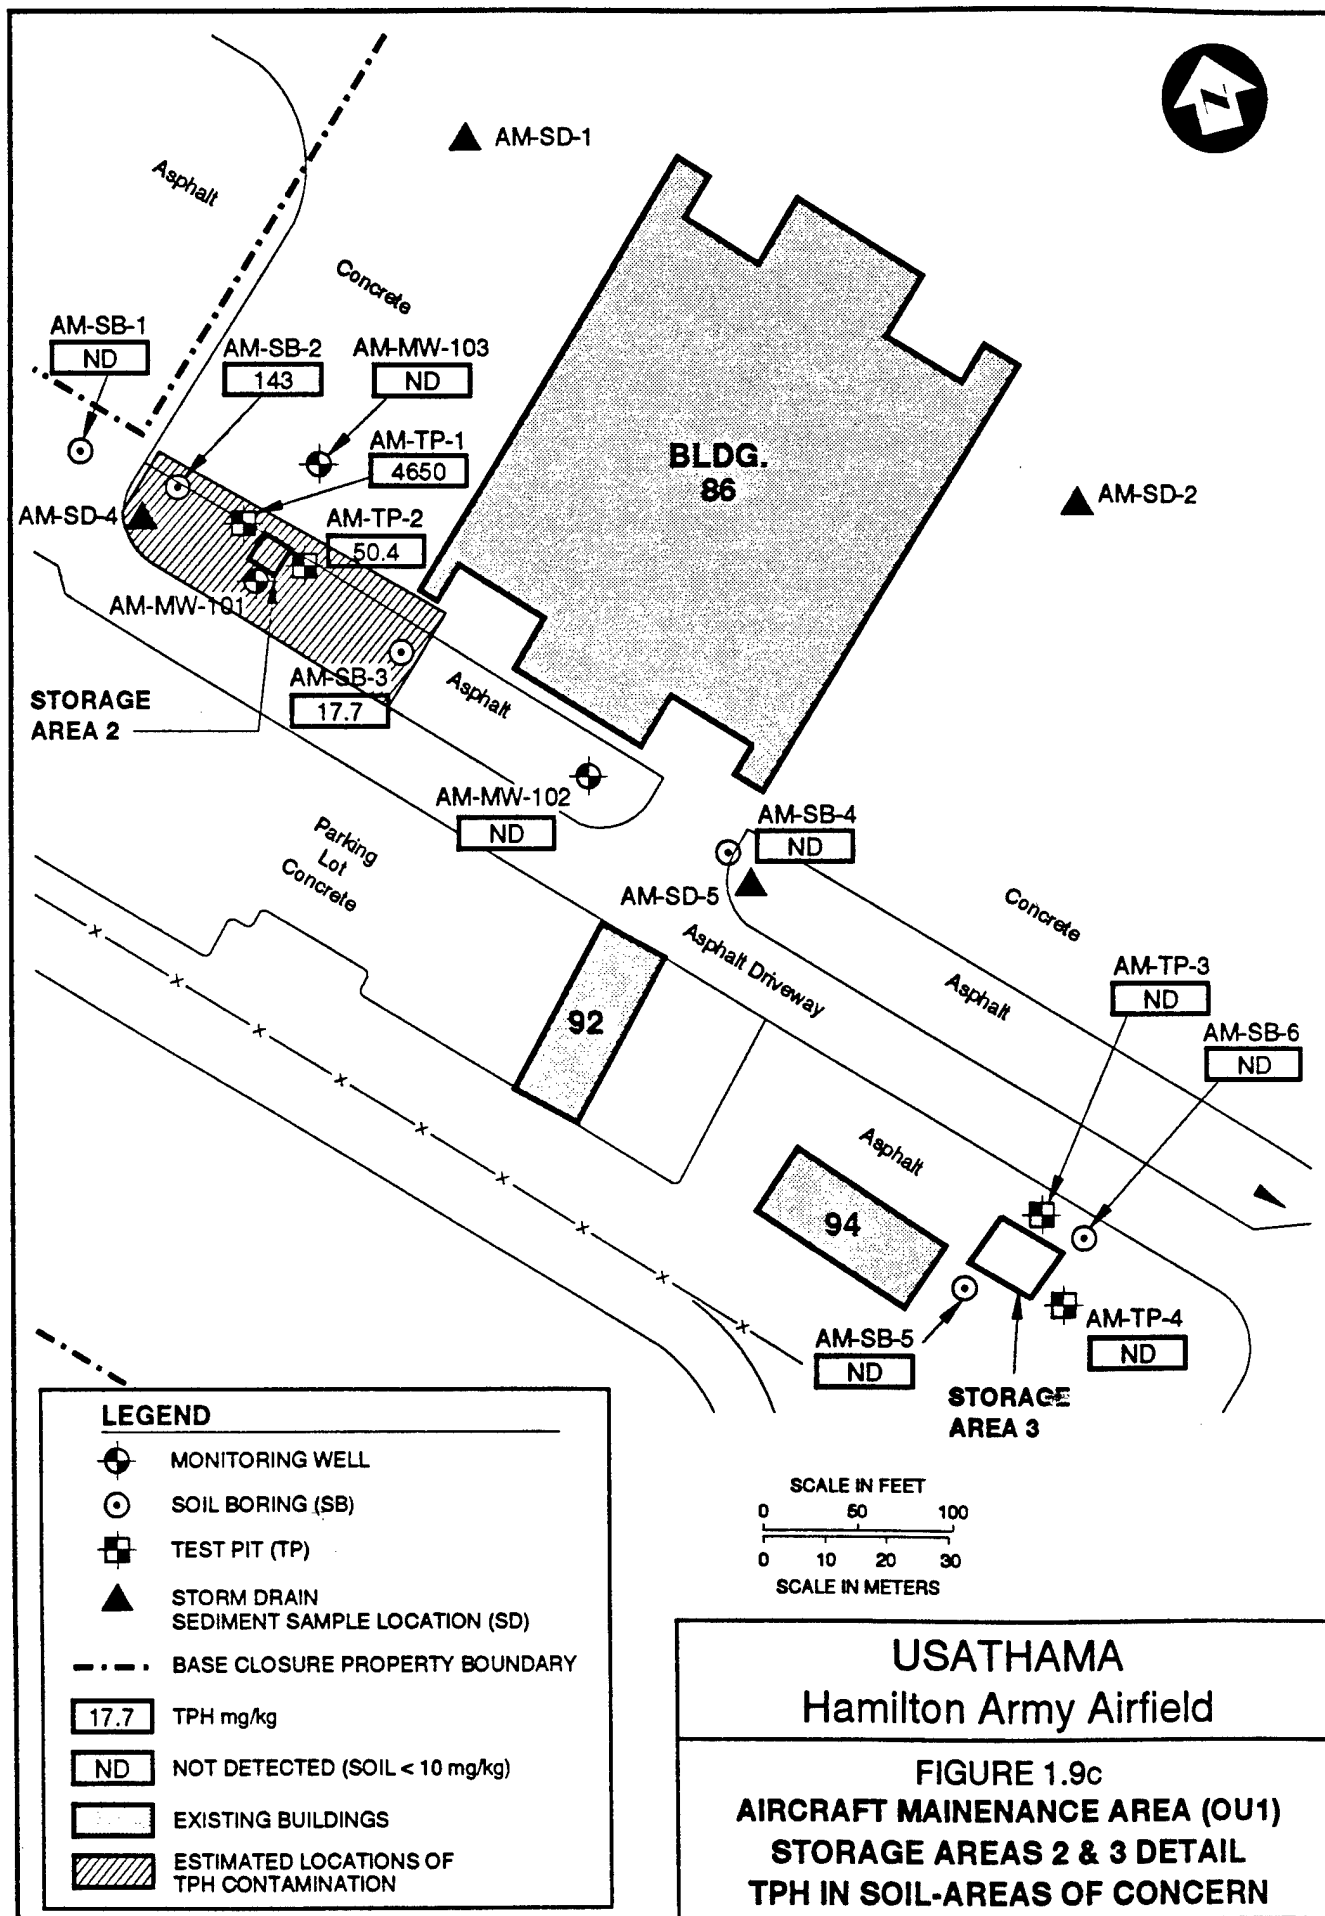 N
AM-SD-1
Asphalt
Concrete
AM-SB-1
ND
AM-SB-2
143
AM-MW-103
ND
AM-TP-1
4650
BLDG.
86
AM-SD-2
AM-SD-4
AM-TP-2
50.4
AM-MW-101
AM-SB-3
17.7
Asphalt
STORAGE
AREA 2
AM-MW-102
ND
AM-SB-4
ND
Parking
Lot
Concrete
AM-SD-5
Concrete
Asphalt Driveway
Asphalt
AM-TP-3
ND
92
AM-SB-6
ND
Asphalt
94
AM-SB-5
ND
AM-TP-4
ND
STORAGE
AREA 3
LEGEND
MONITORING WELL
SOIL BORING (SB)
TEST PIT (TP)
STORM DRAIN
SEDIMENT SAMPLE LOCATION (SD)
BASE CLOSURE PROPERTY BOUNDARY
17.7 TPH mg/kg
ND NOT DETECTED (SOIL < 10 mg/kg)
EXISTING BUILDINGS
ESTIMATED LOCATIONS OF
TPH CONTAMINATION
SCALE IN FEET
0 50 100
0 10 20 30
SCALE IN METERS
USATHAMA
Hamilton Army Airfield
FIGURE 1.9c
AIRCRAFT MAINENANCE AREA (OU1)
STORAGE AREAS 2 & 3 DETAIL
TPH IN SOIL-AREAS OF CONCERN